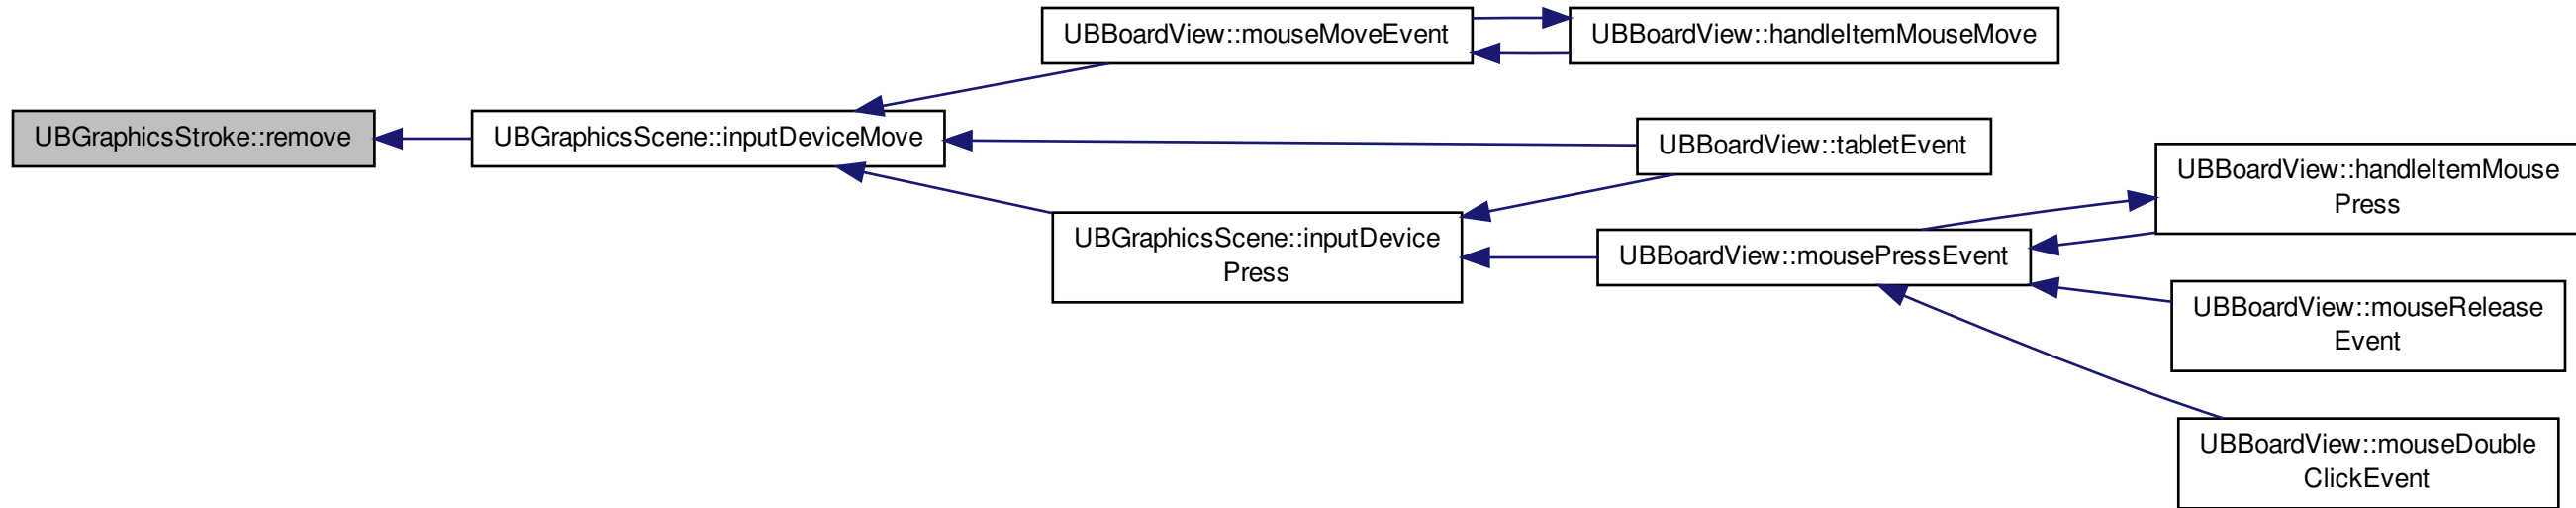 UBBoardView::mouseMoveEvent
UBBoardView::handleItemMouseMove
UBGraphicsStroke::remove
UBGraphicsScene::inputDeviceMove
UBBoardView::tabletEvent
UBBoardView::handleItemMouse
Press
UBGraphicsScene::inputDevice
Press
UBBoardView::mousePressEvent
UBBoardView::mouseRelease
Event
UBBoardView::mouseDouble
ClickEvent